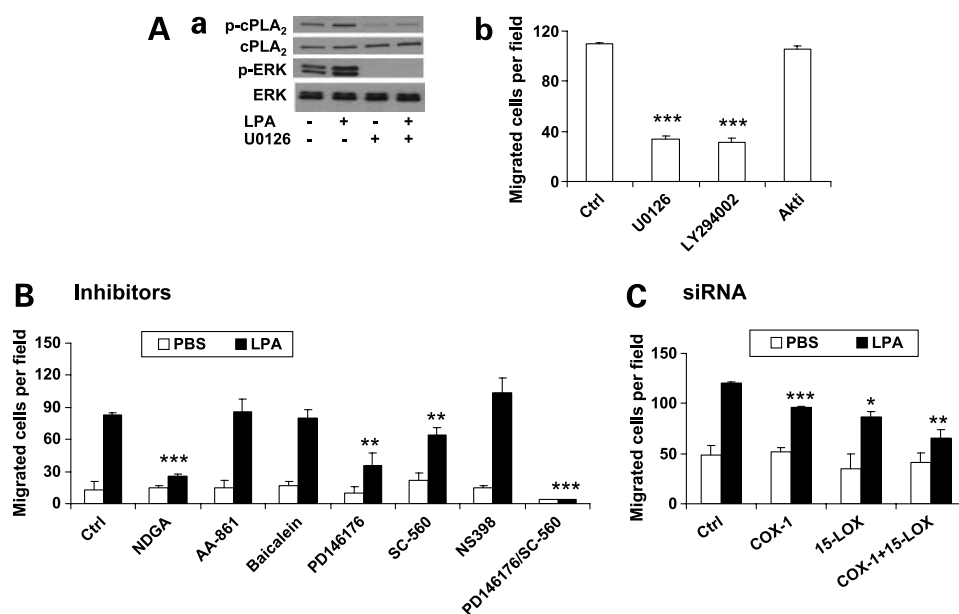 A a
p-cPLA2
cPLA2
p-ERK
ERK
LPA - + - +
U0126 - - + +
b
Migrated cells per field
120
80
40
0
*** ***
Ctrl U0126 LY294002 Akti
B Inhibitors
PBS LPA
Migrated cells per field
150
120
90
60
30
0
*** ** ** ***
Ctrl NDGA AA-861 Baicalein PD146176 SC-560 NS398 PD146176/SC-560
C siRNA
PBS LPA
Migrated cells per field
150
100
50
0
*** * **
Ctrl COX-1 15-LOX COX-1+15-LOX